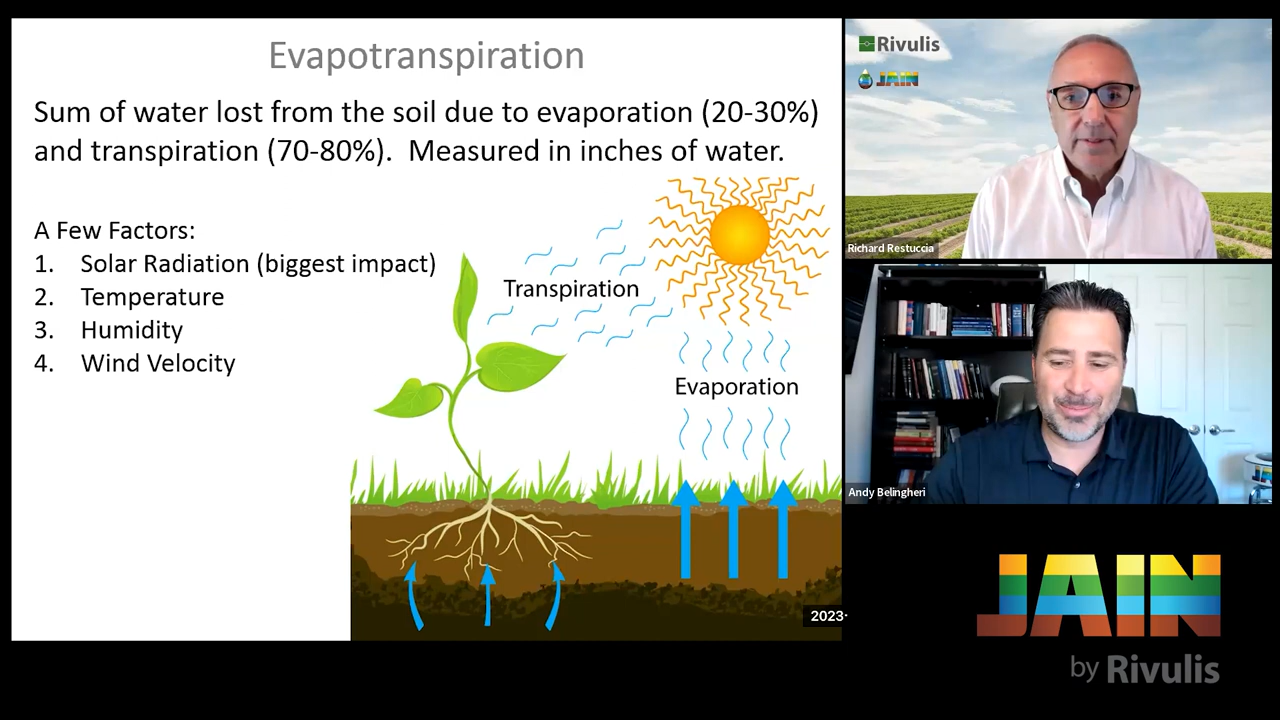 Evapotranspiration
Sum of water lost from the soil due to evaporation (20-30%)
and transpiration (70-80%). Measured in inches of water.
A Few Factors:
1. Solar Radiation (biggest impact)
2. Temperature
3. Humidity
4. Wind Velocity
Transpiration
Evaporation
2023-
Rivulis
JAIN
Richard Restuccia
Andy Belingheri
JAIN
by Rivulis